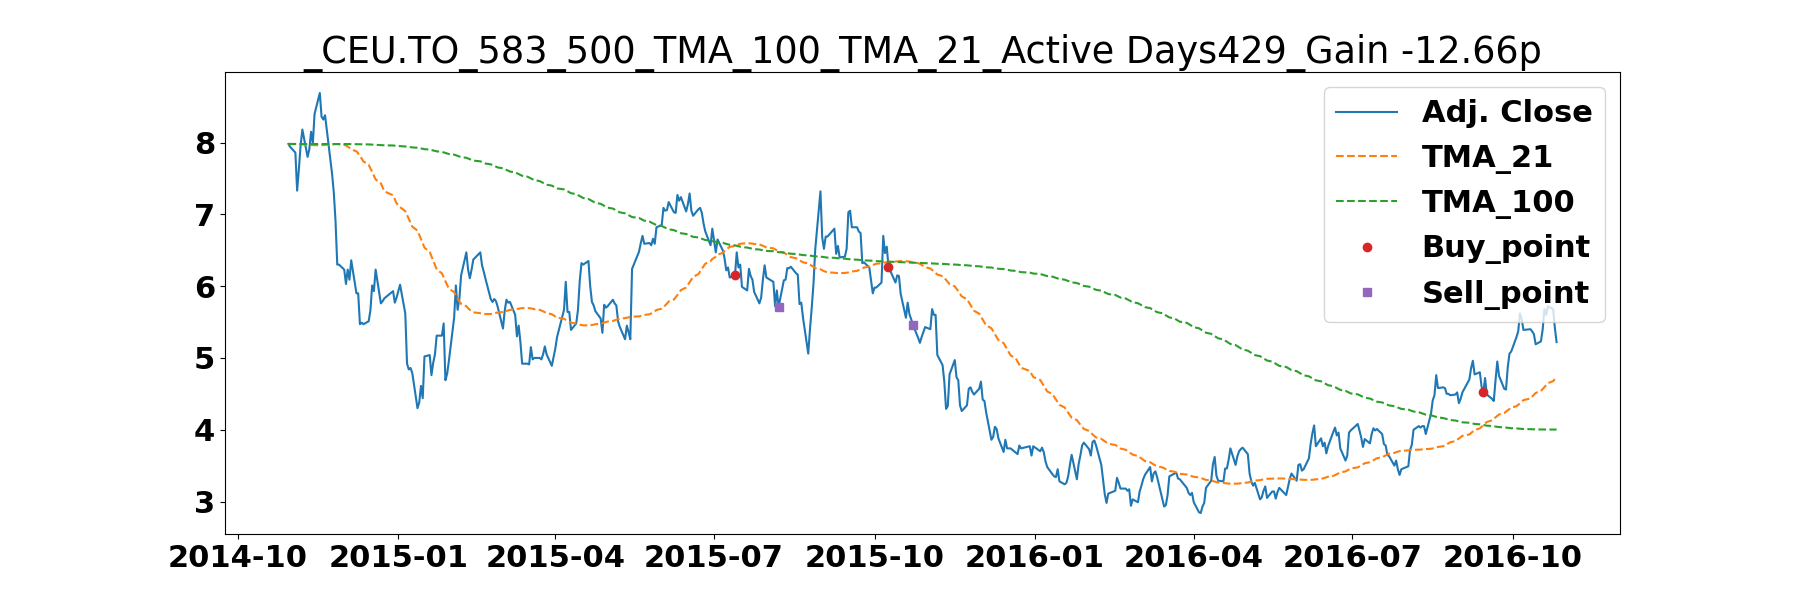 _CEU.TO_583_500_TMA_100_TMA_21_Active Days429_Gain -12.66p
Adj. Close
TMA_21
TMA_100
Buy_point
Sell_point
8
7
6
5
4
3
2014-10 2015-01 2015-04 2015-07 2015-10 2016-01 2016-04 2016-07 2016-10